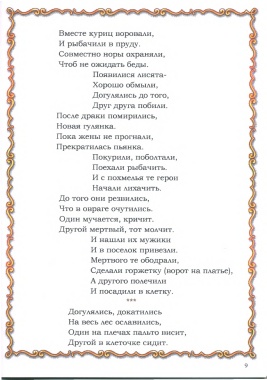 Вместе куриц воровали,
И рыбачили в пруду.
Совместно норы охраняли,
Чтоб не ожидать беды.
Появилися лисята-
Хорошо обмыли,
Догулялись до того,
Друг друга побили.
После драки помирились,
Новая гулянка.
Пока жены не прогнали,
Прекратилась пьянка.
Покурили, поболтали,
Поехали рыбачить.
И с похмелья те герои
Начали лихачить.
До того они резвились,
Что в овраге очутились.
Один мучается, кричит.
Другой мертвый, тот молчит.
И нашли их мужики
И в поселок привезли.
Мертвого те ободрали,
Сделали горжетку (ворот на платье),
А другого полечили
И посадили в клетку.
***
Догулялись, докатились
На весь лес ославились,
Один на плечах пальто висит,
Другой в клеточке сидит.
9